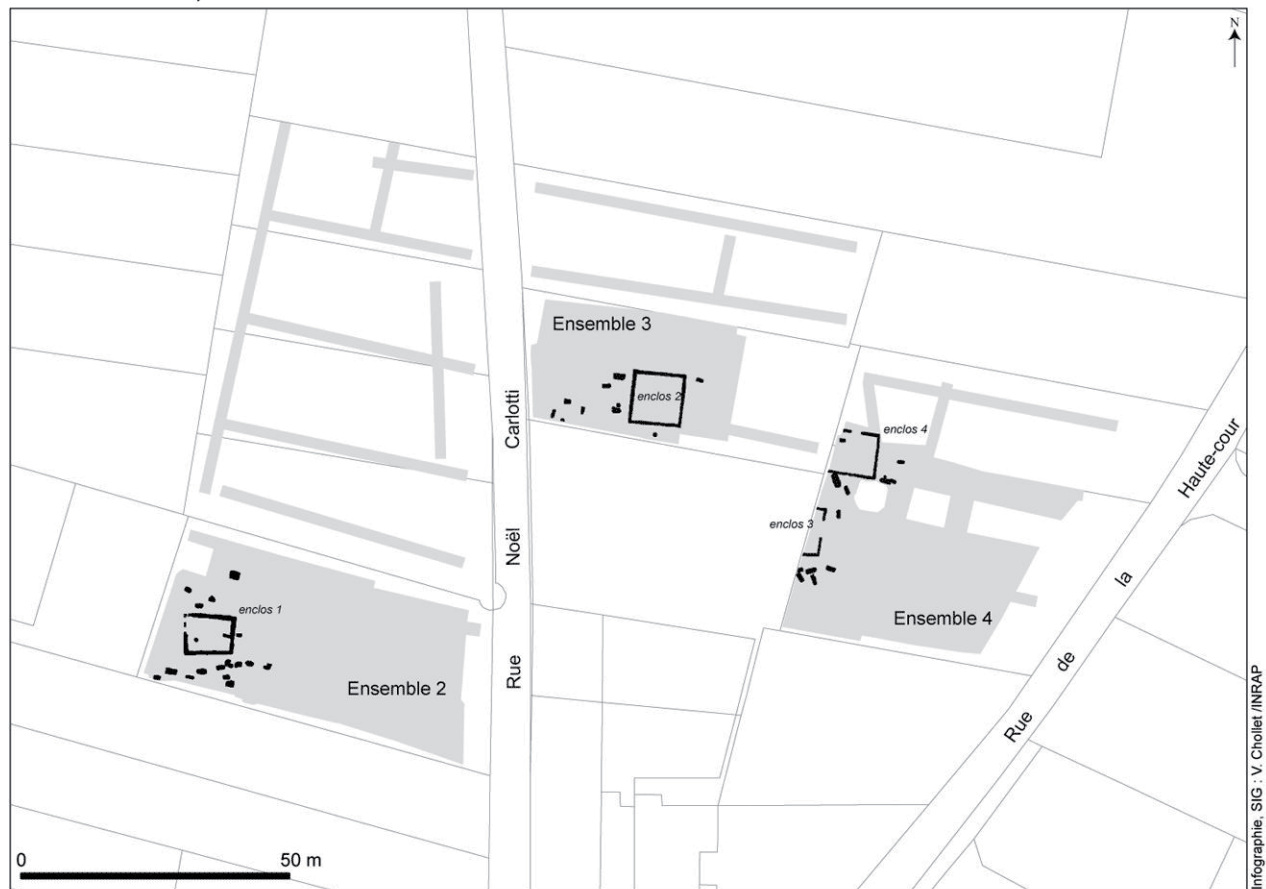 N
Ensemble 3
enclos 2
Carlotti
enclos 4
Haute-cour
enclos 3
Noël
la
enclos 1
Ensemble 4
de
Ensemble 2
Rue
Rue
0
50 m
Infographie, SIG : V. Chollet /INRAP